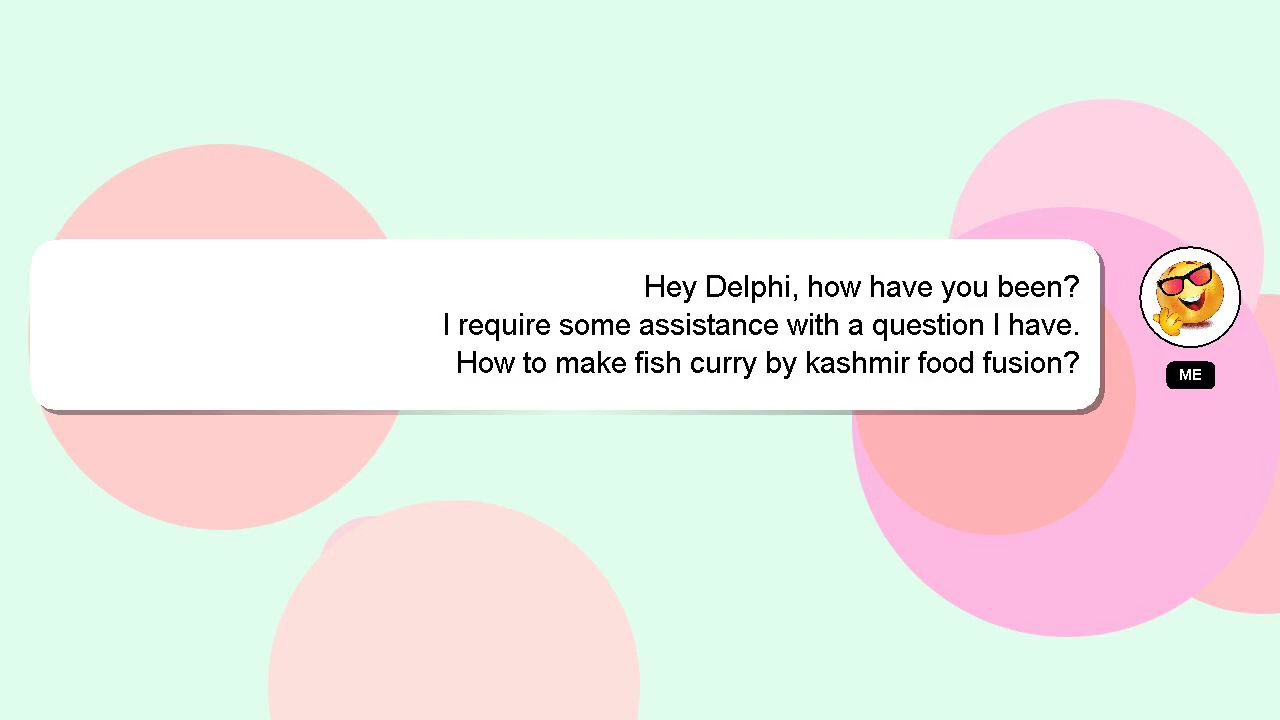 Hey Delphi, how have you been?
I require some assistance with a question I have.
How to make fish curry by kashmir food fusion?
ME